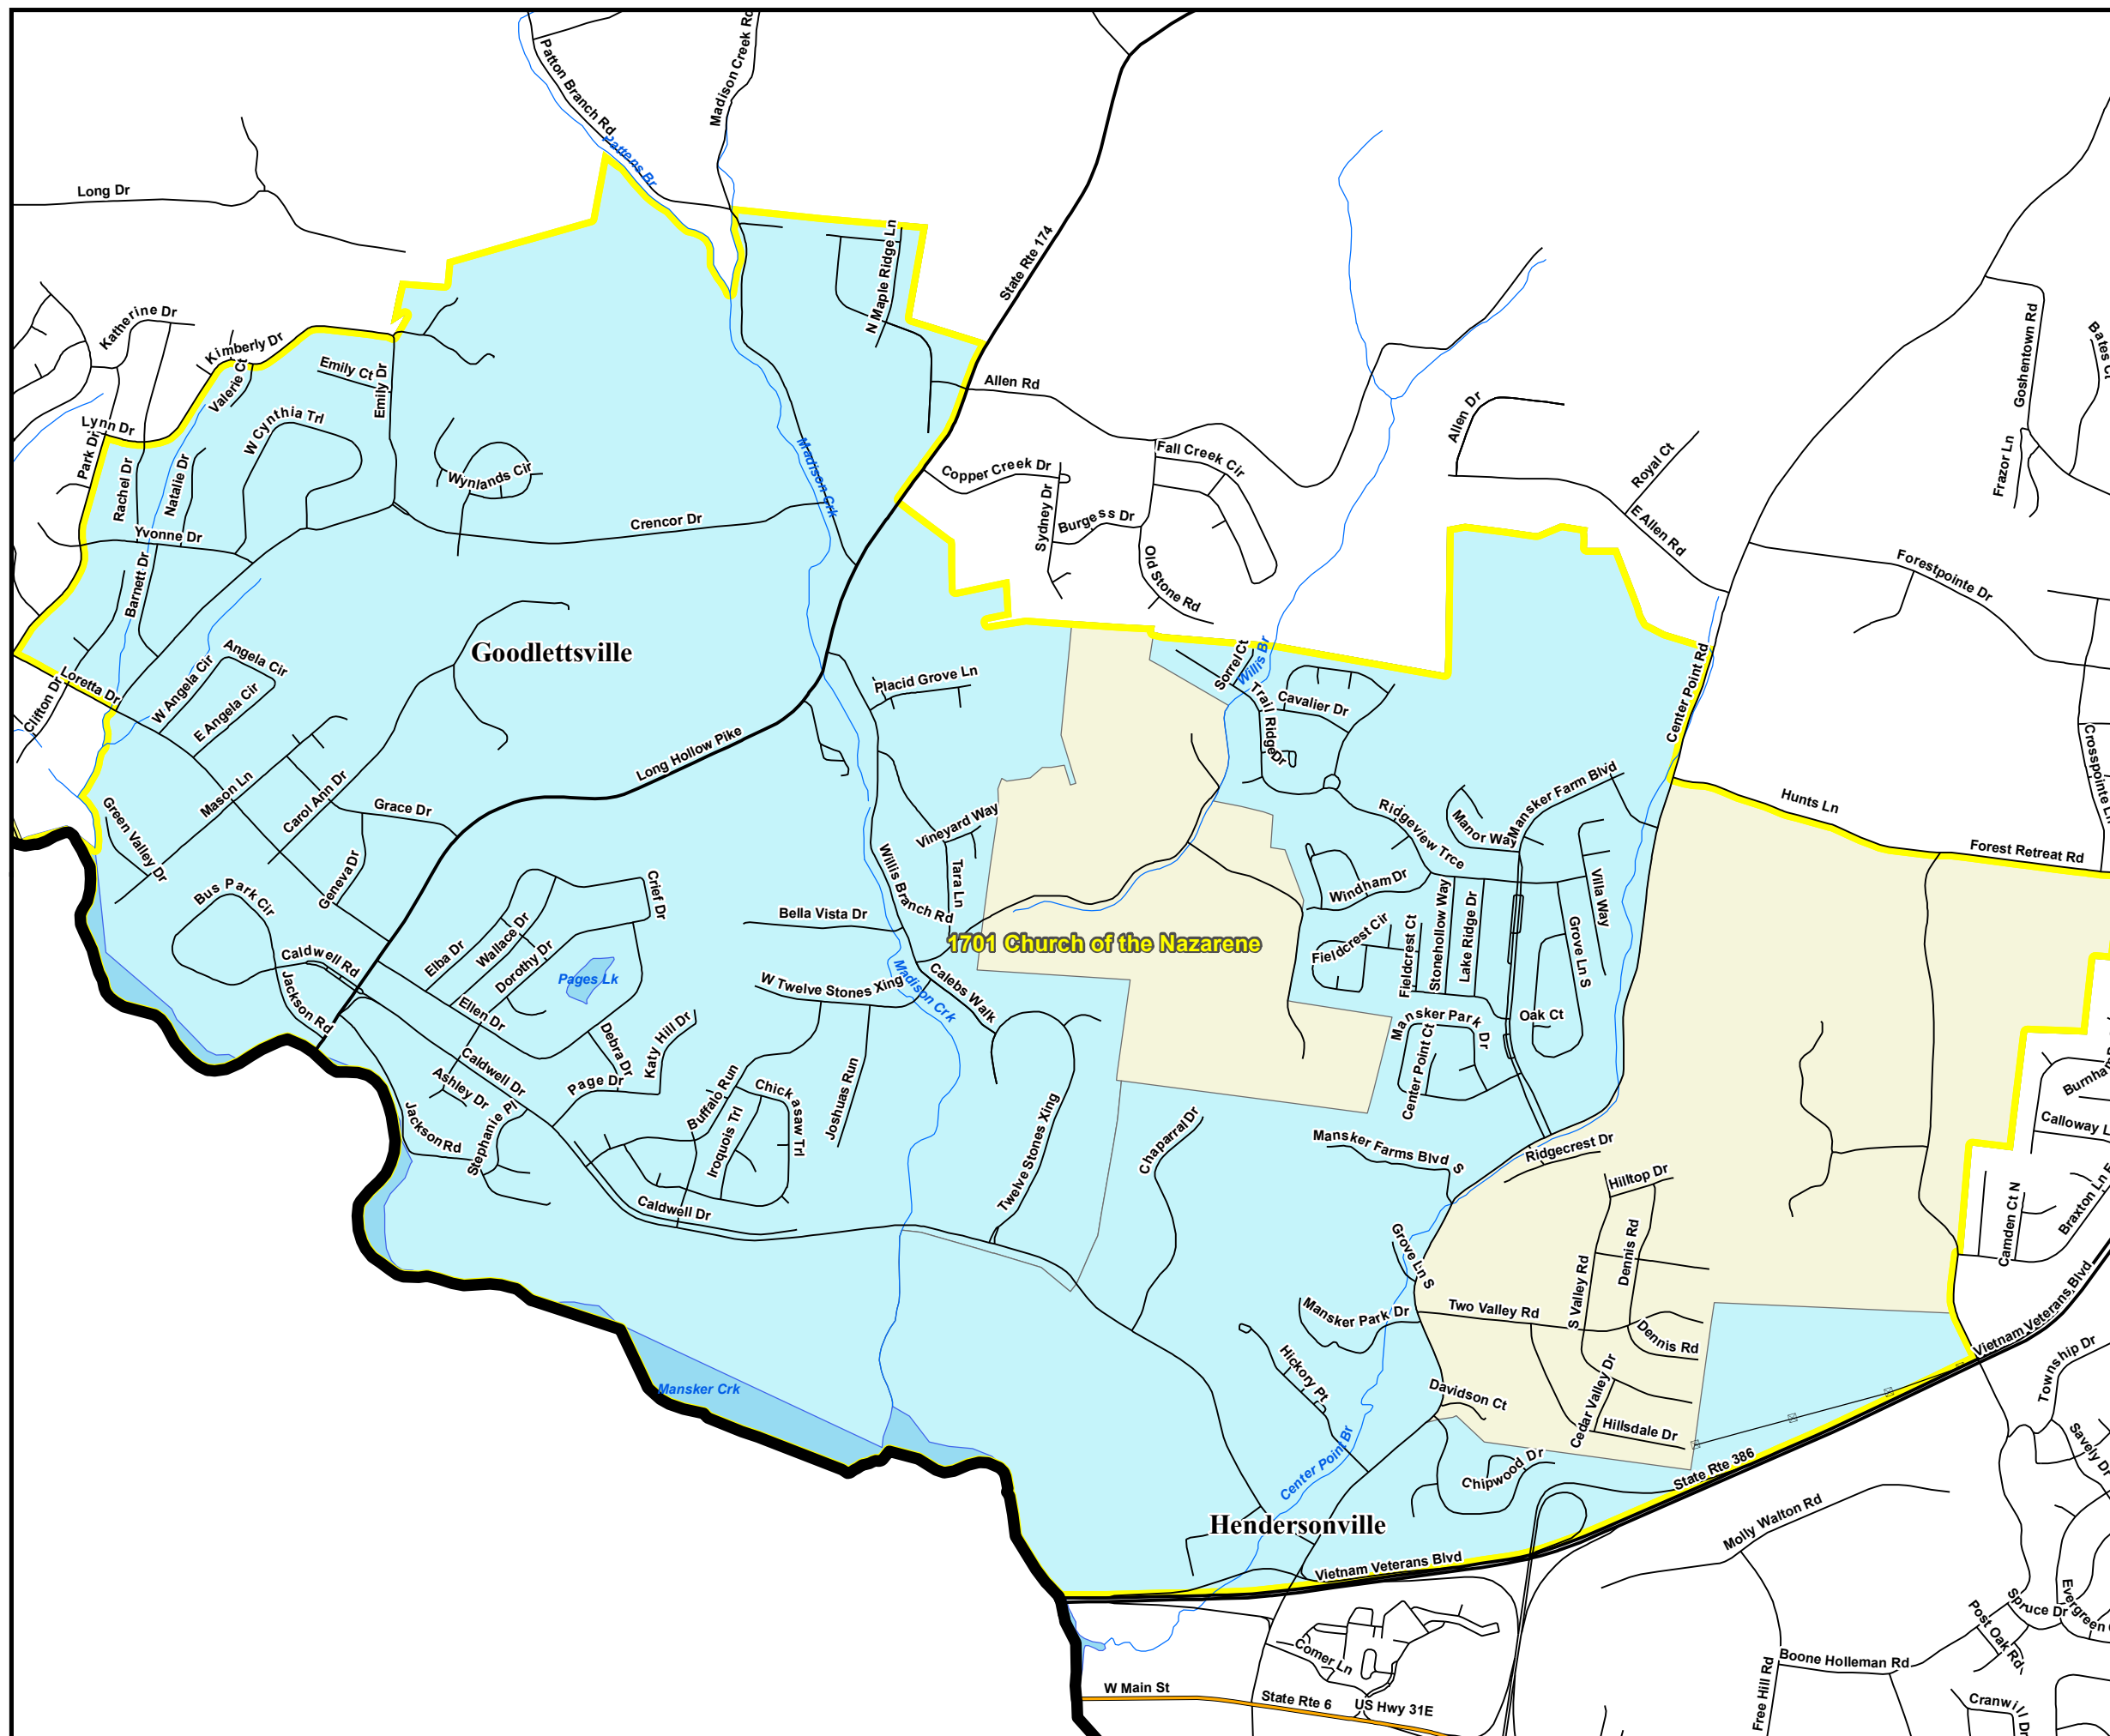 Patton Branch Rd
Madison Creek Rd
Pattens Br
Long Dr
State Rte 174
N Maple Ridge Ln
Katherine Dr
Kimberly Dr
Valerie Ct
Emily Ct
Emily Dr
Allen Rd
Allen Dr
Goshentown Rd
Lynn Dr
Park Dr
W Cynthia Trl
Rachel Dr
Natalie Dr
Wynlands Cir
Madison Crk
Copper Creek Dr
Fall Creek Cir
Sydney Dr
Burgess Dr
Royal Ct
Frazor Ln
E Allen Rd
Yvonne Dr
Crencor Dr
Old Stone Rd
Forestpointe Dr
Barnett Dr
Goodlettsville
Angela Cir
W Angela Cir
E Angela Cir
Loretta Dr
Clifton Dr
Placid Grove Ln
Sorrel Ct
Willis Br
Trail Ridge Dr
Cavalier Dr
Center Point Rd
Long Hollow Pike
Mason Ln
Carol Ann Dr
Grace Dr
Green Valley Dr
Geneva Dr
Vineyard Way
Tara Ln
Willis Branch Rd
Ridgeview Trce
Manor Way
Mansker Farm Blvd
Hunts Ln
Forest Retreat Rd
Bus Park Cir
Crief Dr
Bella Vista Dr
Windham Dr
Villa Way
Elba Dr
Wallace Dr
Dorothy Dr
Pages Lk
1701 Church of the Nazarene
Fieldcrest Cir
Fieldcrest Ct
Stonehollow Way
Lake Ridge Dr
Grove Ln S
Caldwell Rd
Jackson Rd
Ellen Dr
W Twelve Stones Xing
Madison Crk
Calebs Walk
Mansker Park Dr
Oak Ct
Center Point Ct
Debra Dr
Katy Hill Dr
Caldwell Dr
Ashley Dr
Page Dr
Stephanie Pl
Jackson Rd
Buffalo Run
Chickasaw Trl
Iroquois Trl
Joshuas Run
Twelve Stones Xing
Chaparral Dr
Mansker Farms Blvd S
Ridgecrest Dr
Hilltop Dr
Caldwell Dr
Grove Ln S
S Valley Rd
Dennis Rd
Camden Ct N
Mansker Park Dr
Two Valley Rd
Dennis Rd
Vietnam Veterans Blvd
Township Dr
Hickory Pt
Davidson Ct
Cedar Valley Dr
Hillsdale Dr
Mansker Crk
Center Point Br
Chipwood Dr
State Rte 386
Savely Dr
Hendersonville
Molly Walton Rd
Vietnam Veterans Blvd
Spruce Dr
Post Oak Rd
Comer Ln
Boone Holleman Rd
Free Hill Rd
W Main St
State Rte 6
US Hwy 31E